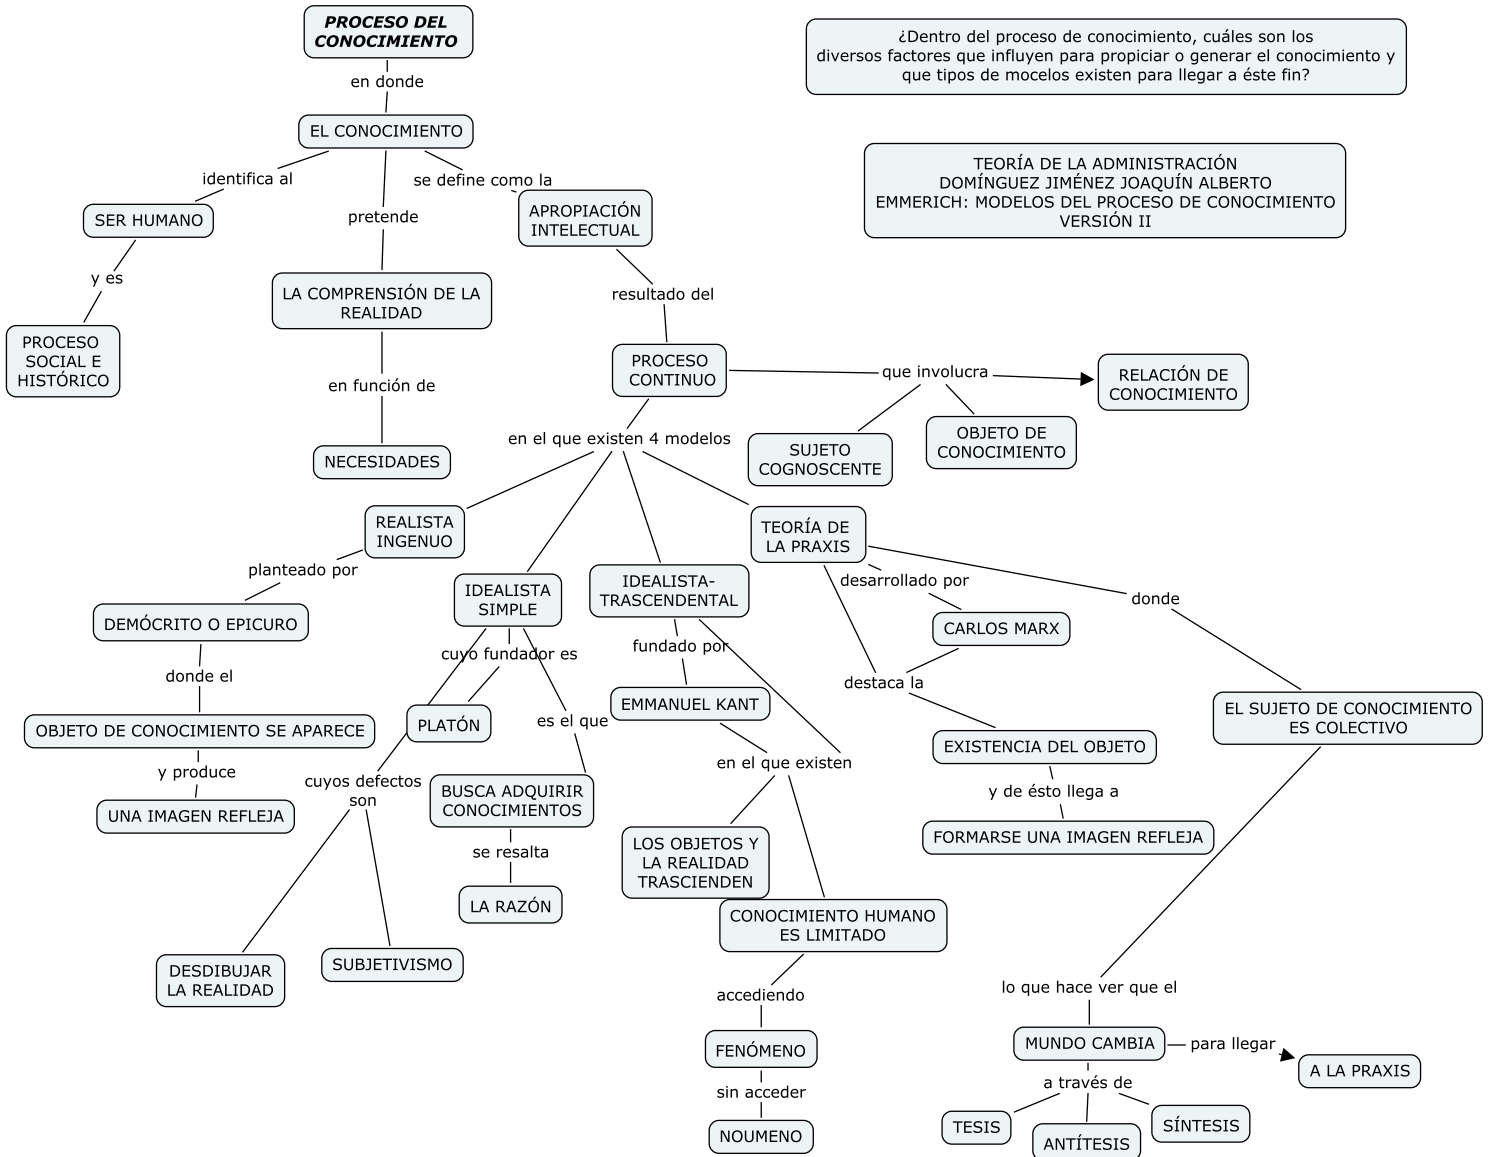 PROCESO DEL
CONOCIMIENTO
¿Dentro del proceso de conocimiento, cuáles son los
diversos factores que influyen para propiciar o generar el conocimiento y
que tipos de mocelos existen para llegar a éste fin?
en donde
EL CONOCIMIENTO
TEORÍA DE LA ADMINISTRACIÓN
DOMÍNGUEZ JIMÉNEZ JOAQUÍN ALBERTO
EMMERICH: MODELOS DEL PROCESO DE CONOCIMIENTO
VERSIÓN II
identifica al
se define como la
pretende
SER HUMANO
APROPIACIÓN
INTELECTUAL
y es
LA COMPRENSIÓN DE LA
REALIDAD
resultado del
PROCESO
SOCIAL E
HISTÓRICO
PROCESO
CONTINUO
que involucra
RELACIÓN DE
CONOCIMIENTO
en función de
SUJETO
COGNOSCENTE
OBJETO DE
CONOCIMIENTO
NECESIDADES
en el que existen 4 modelos
REALISTA
INGENUO
TEORÍA DE
LA PRAXIS
planteado por
IDEALISTA
SIMPLE
IDEALISTA-
TRASCENDENTAL
desarrollado por
donde
DEMÓCRITO O EPICURO
CARLOS MARX
cuyo fundador es
fundado por
donde el
destaca la
PLATÓN
es el que
EMMANUEL KANT
EL SUJETO DE CONOCIMIENTO
ES COLECTIVO
OBJETO DE CONOCIMIENTO SE APARECE
EXISTENCIA DEL OBJETO
y produce
cuyos defectos
son
en el que existen
BUSCA ADQUIRIR
CONOCIMIENTOS
y de ésto llega a
UNA IMAGEN REFLEJA
FORMARSE UNA IMAGEN REFLEJA
se resalta
LOS OBJETOS Y
LA REALIDAD
TRASCIENDEN
LA RAZÓN
CONOCIMIENTO HUMANO
ES LIMITADO
DESDIBUJAR
LA REALIDAD
SUBJETIVISMO
accediendo
lo que hace ver que el
FENÓMENO
MUNDO CAMBIA
para llegar
A LA PRAXIS
sin acceder
a través de
NOUMENO
TESIS
ANTÍTESIS
SÍNTESIS